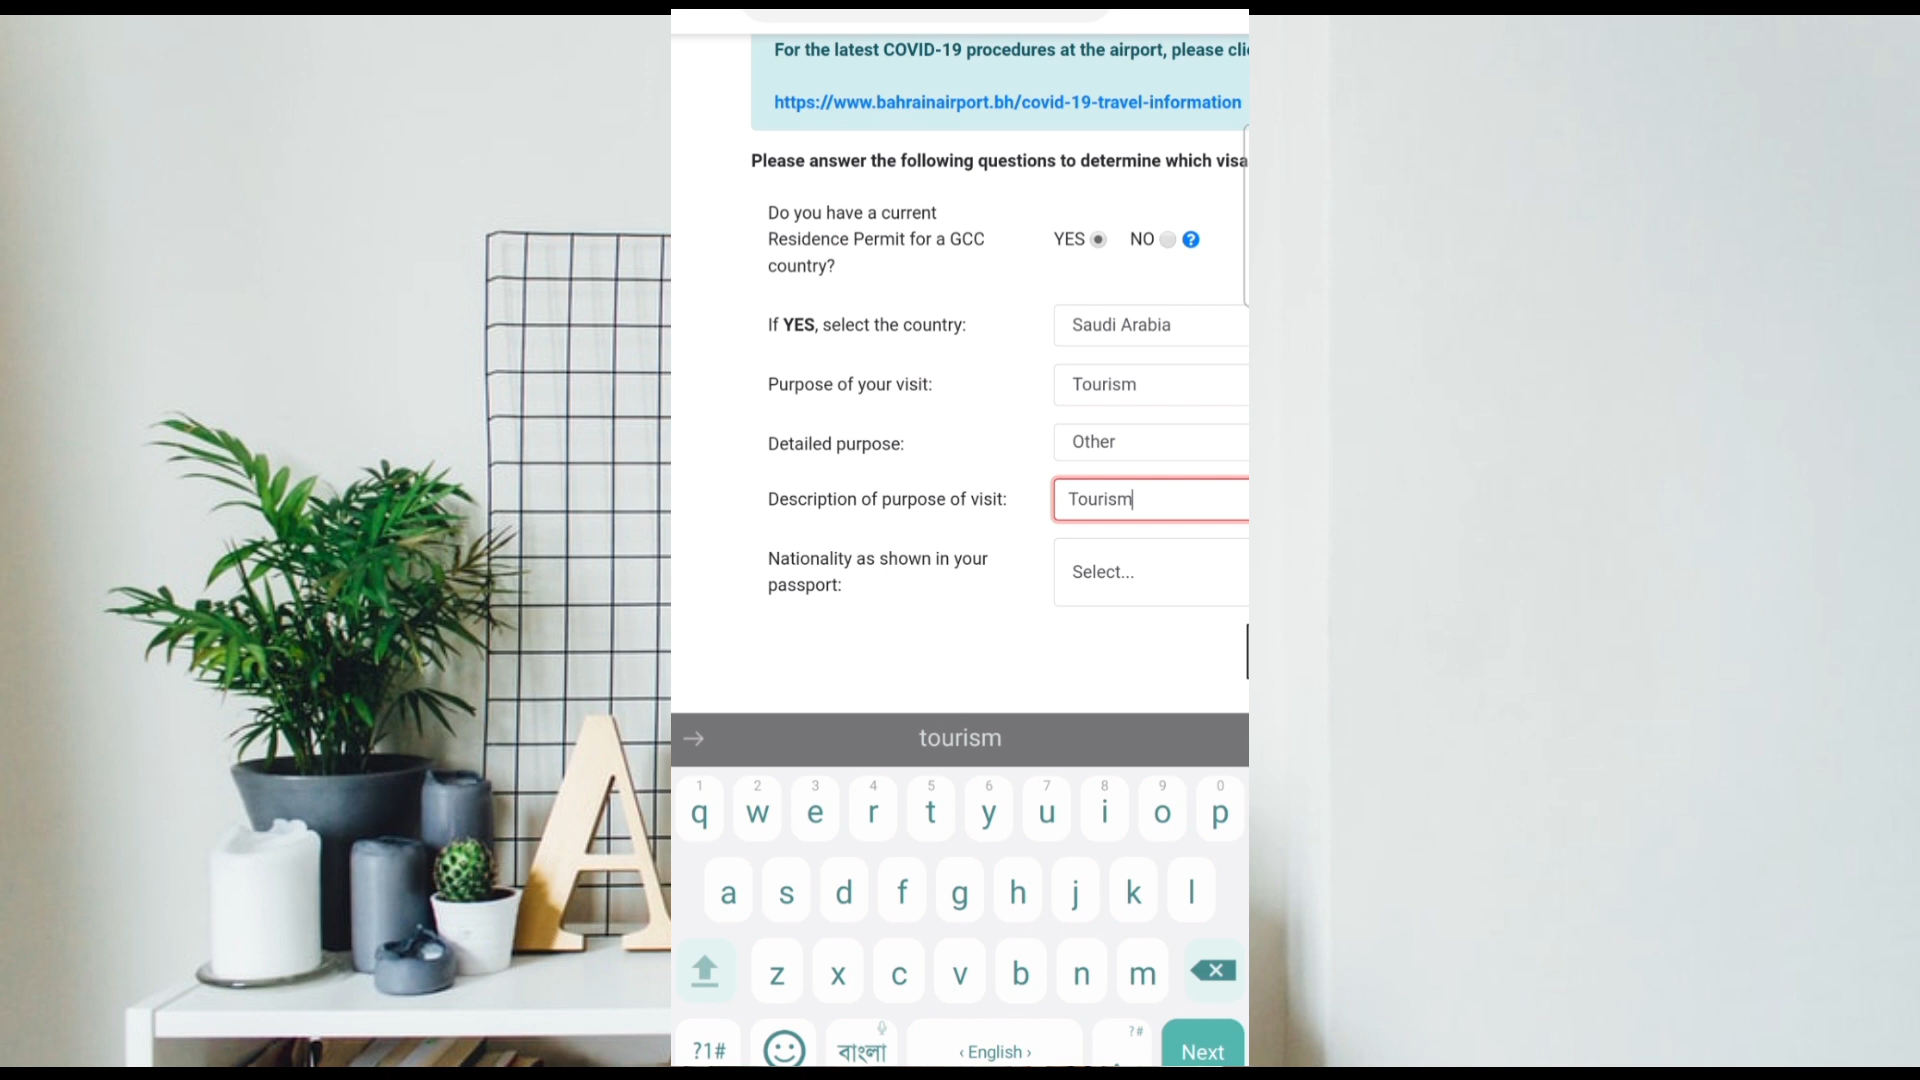 For the latest COVID-19 procedures at the airport, please cli
https://www.bahrainairport.bh/covid-19-travel-information
Please answer the following questions to determine which visa
Do you have a current
Residence Permit for a GCC
country?
YES NO ?
If YES, select the country:
Saudi Arabia
Purpose of your visit:
Tourism
Detailed purpose:
Other
Description of purpose of visit:
Tourism
Nationality as shown in your
passport:
Select...
→ tourism
1 2 3 4 5 6 7 8 9 0
q w e r t y u i o p
a s d f g h j k l
z x c v b n m
?#
?1# বাংলা ‹ English › . Next
A